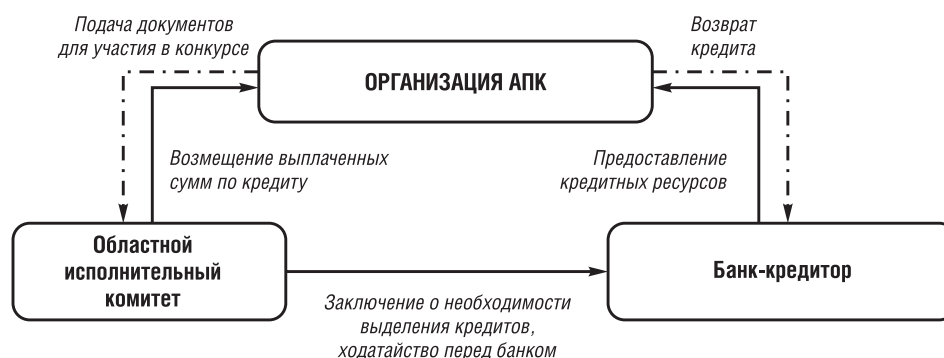 Подача документов
для участия в конкурсе
Возврат
кредита
ОРГАНИЗАЦИЯ АПК
Возмещение выплаченных
сумм по кредиту
Предоставление
кредитных ресурсов
Областной
исполнительный
комитет
Банк-кредитор
Заключение о необходимости
выделения кредитов,
ходатайство перед банком